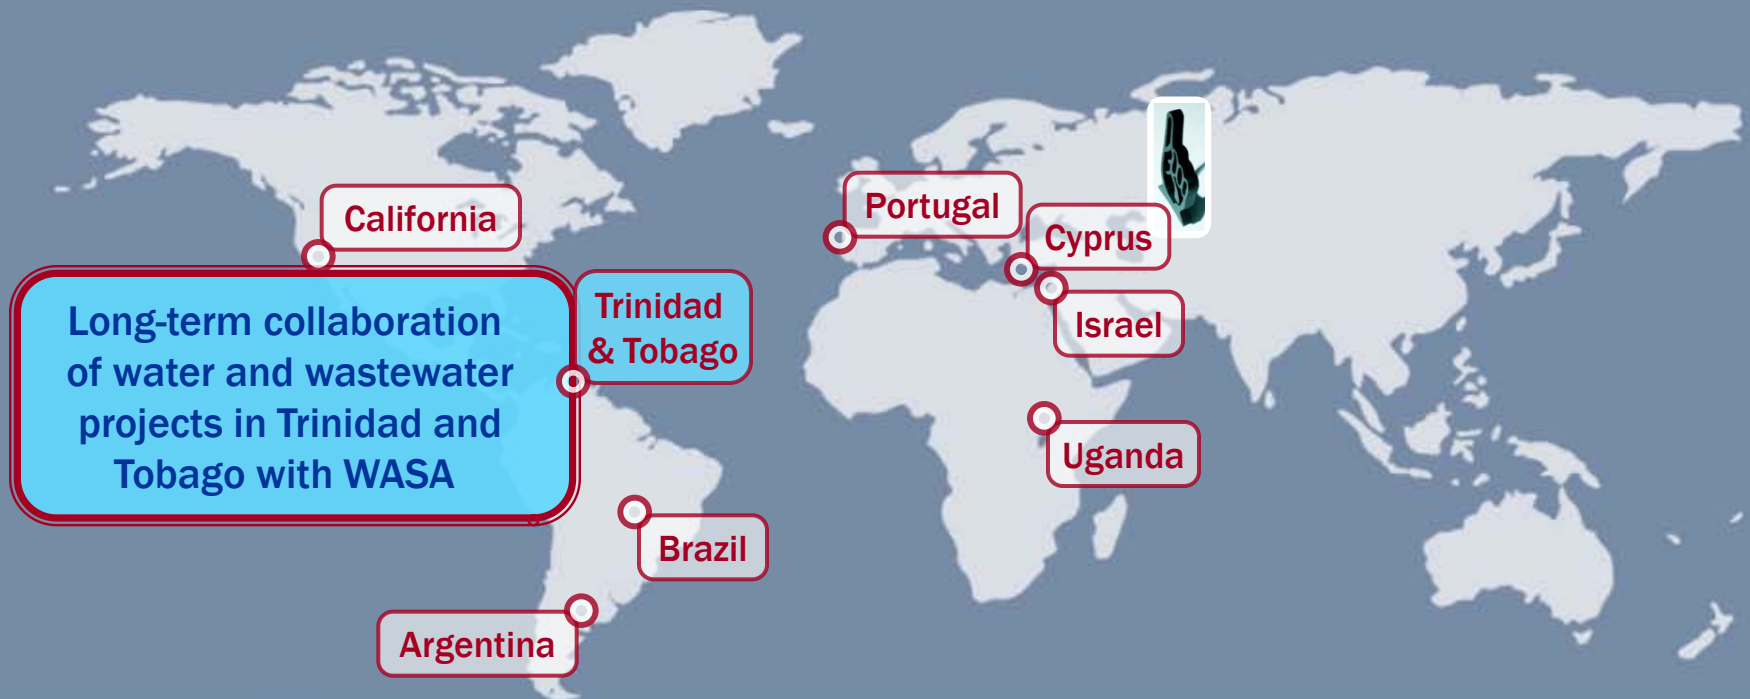 California
Portugal
Cyprus
Trinidad
& Tobago
Israel
Long-term collaboration
of water and wastewater
projects in Trinidad and
Tobago with WASA
Uganda
Brazil
Argentina